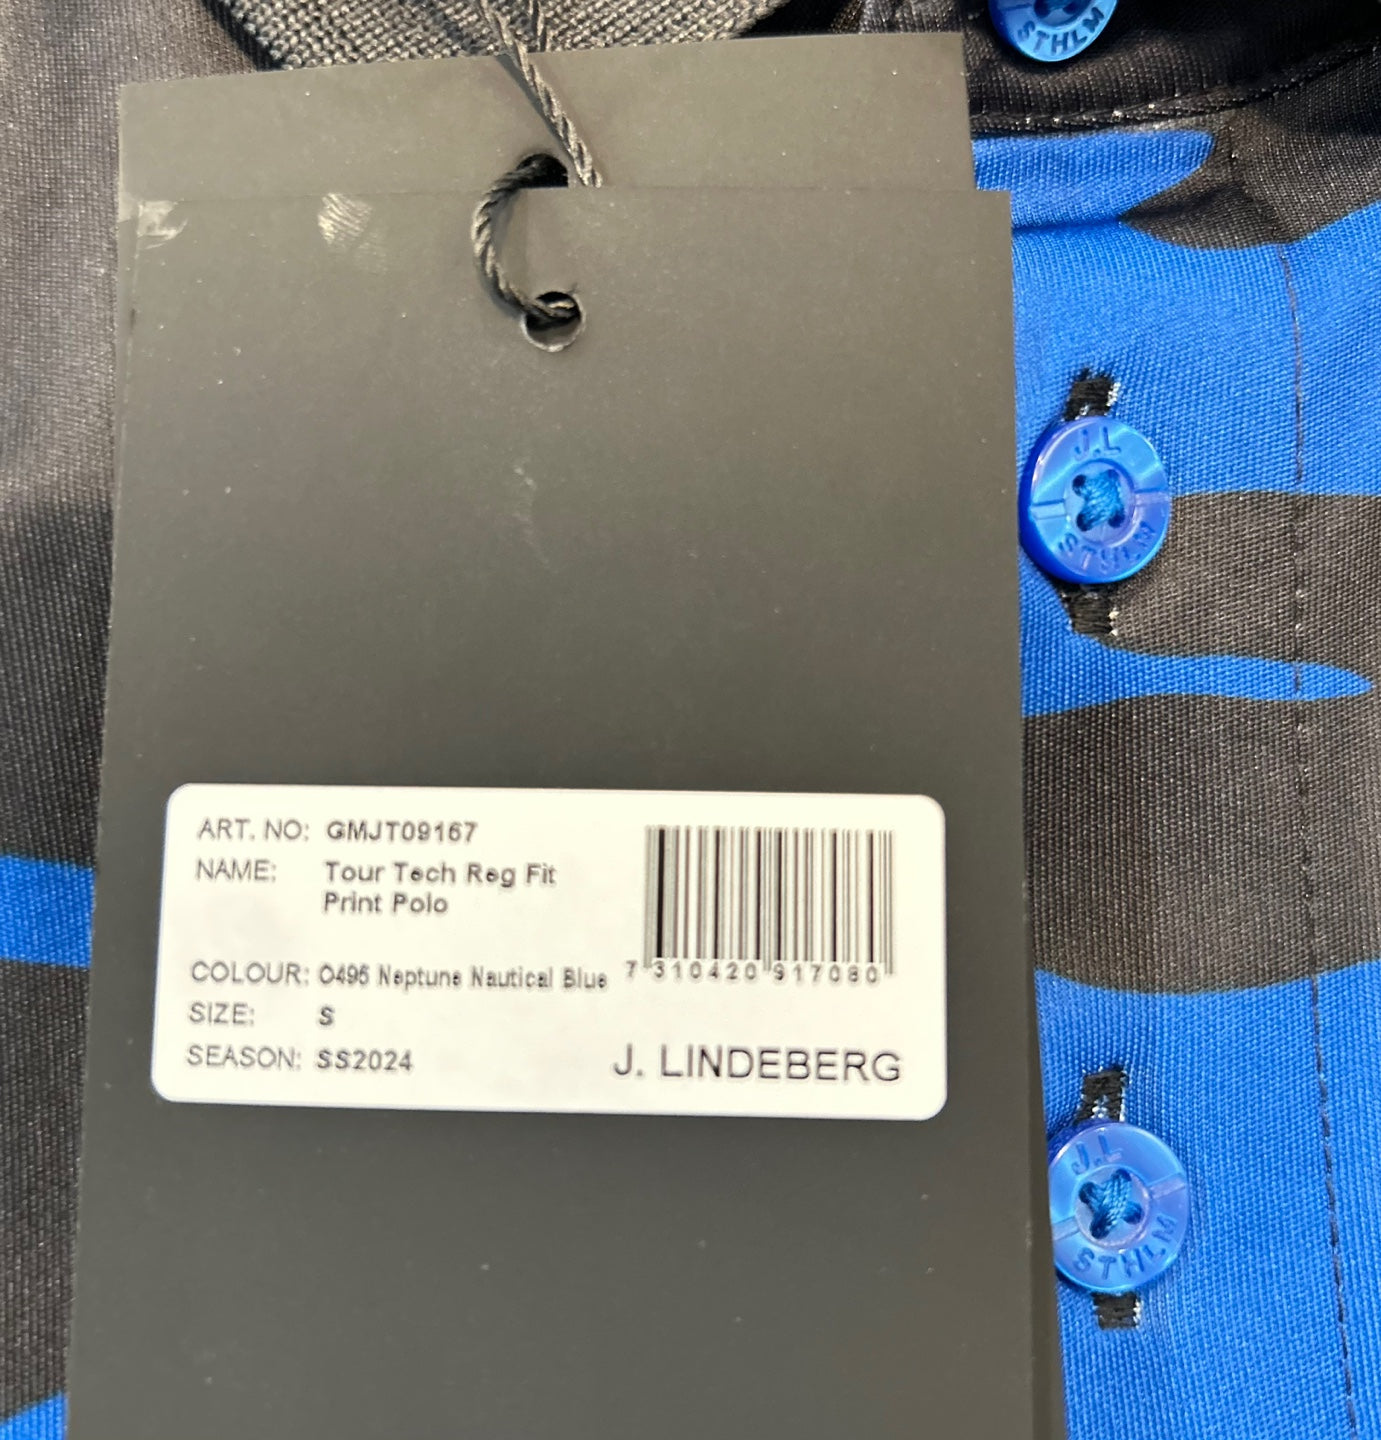 STHLM
J.L
STHLM
ART. NO: GMJT09167
NAME: Tour Tech Reg Fit
Print Polo
COLOUR: O495 Neptune Nautical Blue
7 310420 917080
SIZE: S
SEASON: SS2024
J. LINDEBERG
J.L
STHLM